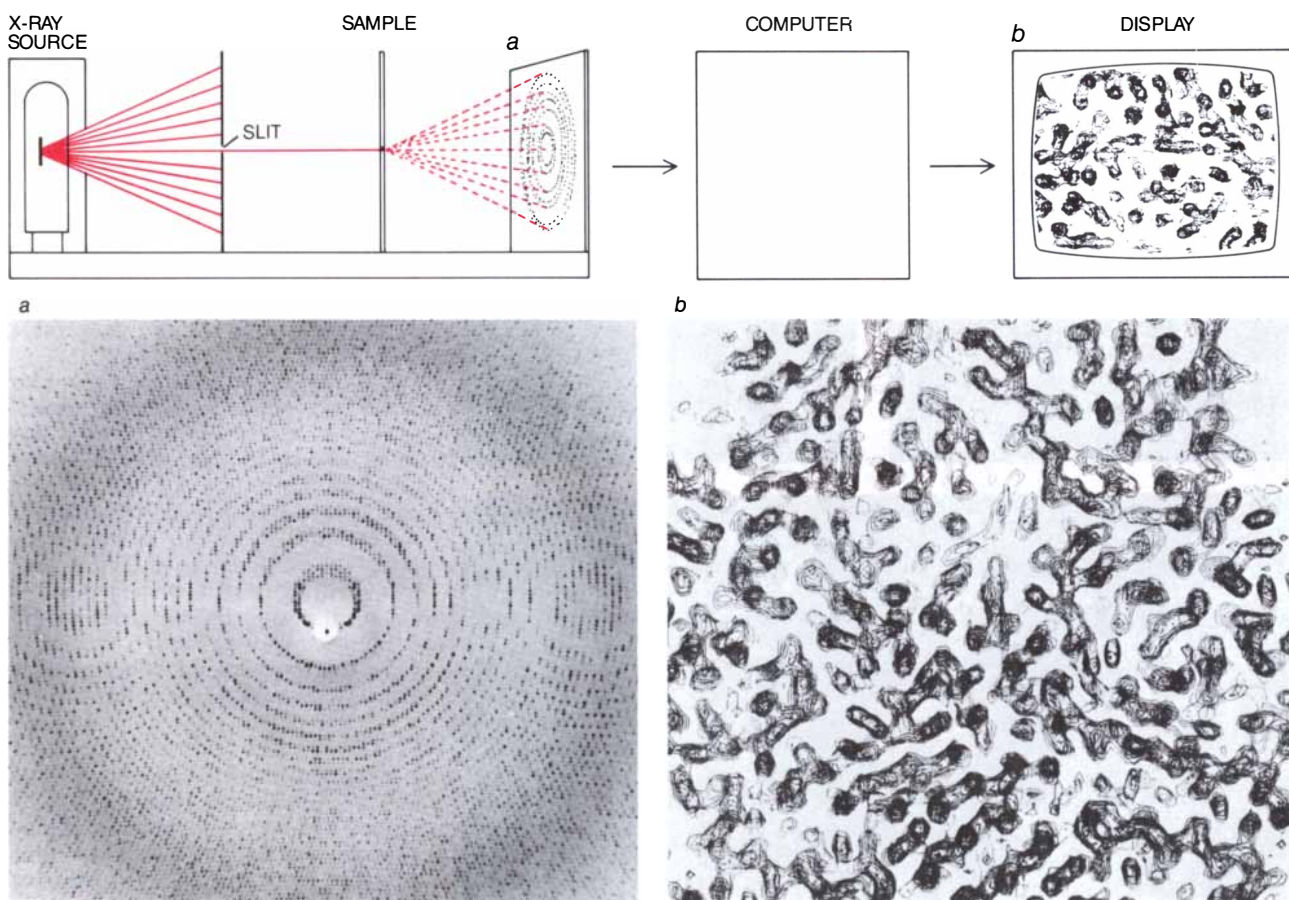 X-RAY
SOURCE
SAMPLE
a
COMPUTER
b
DISPLAY
SLIT
a
b